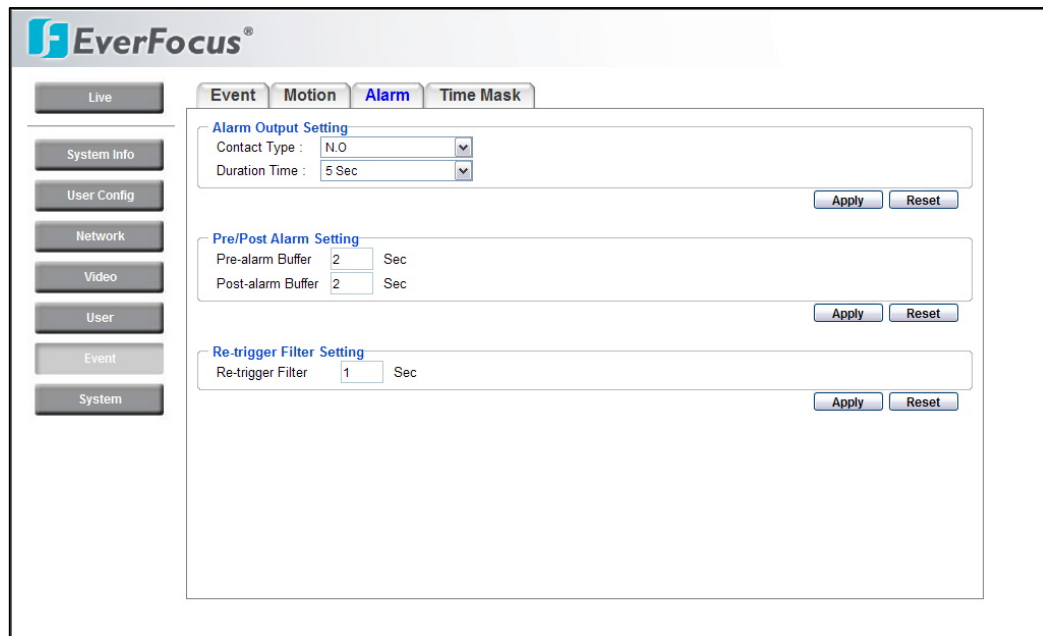 EverFocus®
Live
System Info
User Config
Network
Video
User
Event
System
Event Motion Alarm Time Mask
Alarm Output Setting
Contact Type : N.O
Duration Time : 5 Sec
Apply Reset
Pre/Post Alarm Setting
Pre-alarm Buffer 2 Sec
Post-alarm Buffer 2 Sec
Apply Reset
Re-trigger Filter Setting
Re-trigger Filter 1 Sec
Apply Reset